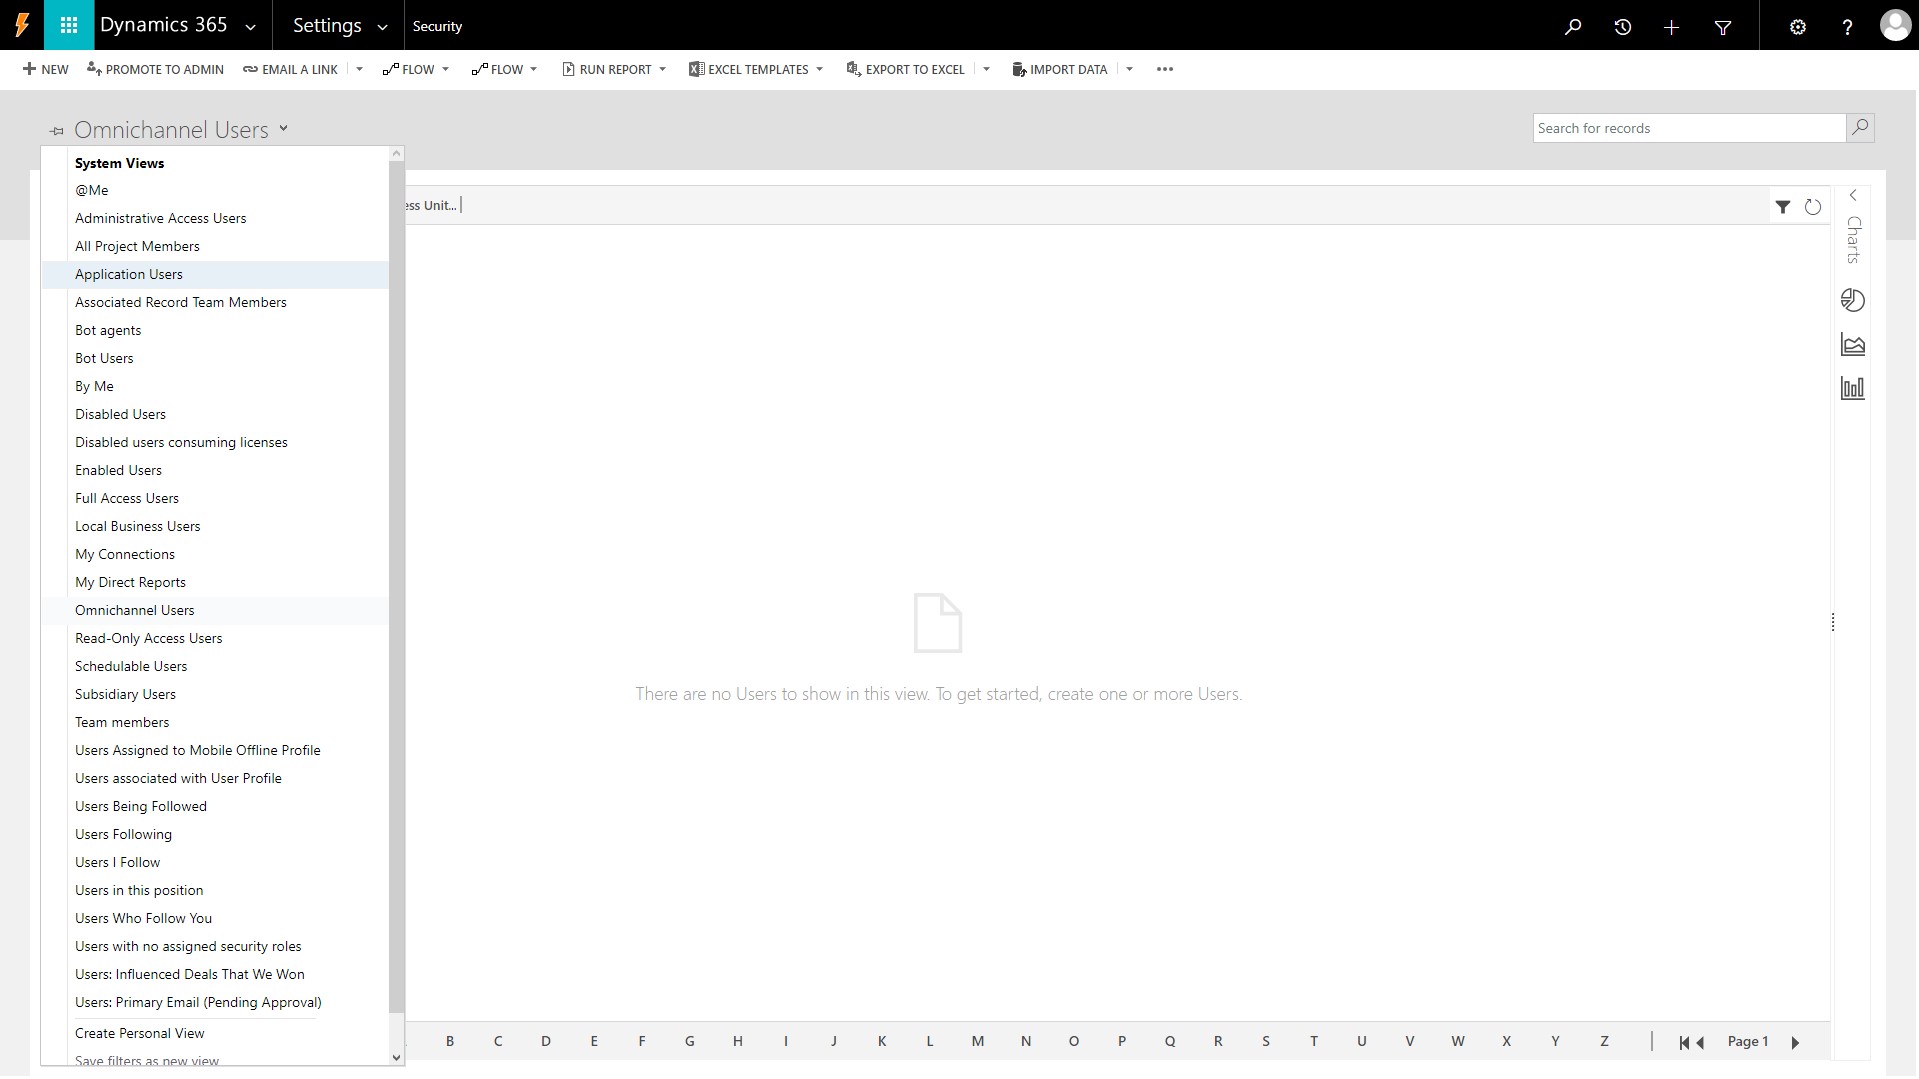 Dynamics 365 Settings Security ?
NEW PROMOTE TO ADMIN EMAIL A LINK FLOW FLOW RUN REPORT EXCEL TEMPLATES EXPORT TO EXCEL IMPORT DATA ...
Omnichannel Users
Search for records
System Views
@Me
Administrative Access Users
All Project Members
Application Users
Associated Record Team Members
Bot agents
Bot Users
By Me
Disabled Users
Disabled users consuming licenses
Enabled Users
Full Access Users
Local Business Users
My Connections
My Direct Reports
Omnichannel Users
Read-Only Access Users
Schedulable Users
Subsidiary Users
Team members
Users Assigned to Mobile Offline Profile
Users associated with User Profile
Users Being Followed
Users Following
Users I Follow
Users in this position
Users Who Follow You
Users with no assigned security roles
Users: Influenced Deals That We Won
Users: Primary Email (Pending Approval)
Create Personal View
Save filters as new view
ess Unit...
Charts
There are no Users to show in this view. To get started, create one or more Users.
B C D E F G H I J K L M N O P Q R S T U V W X Y Z Page 1